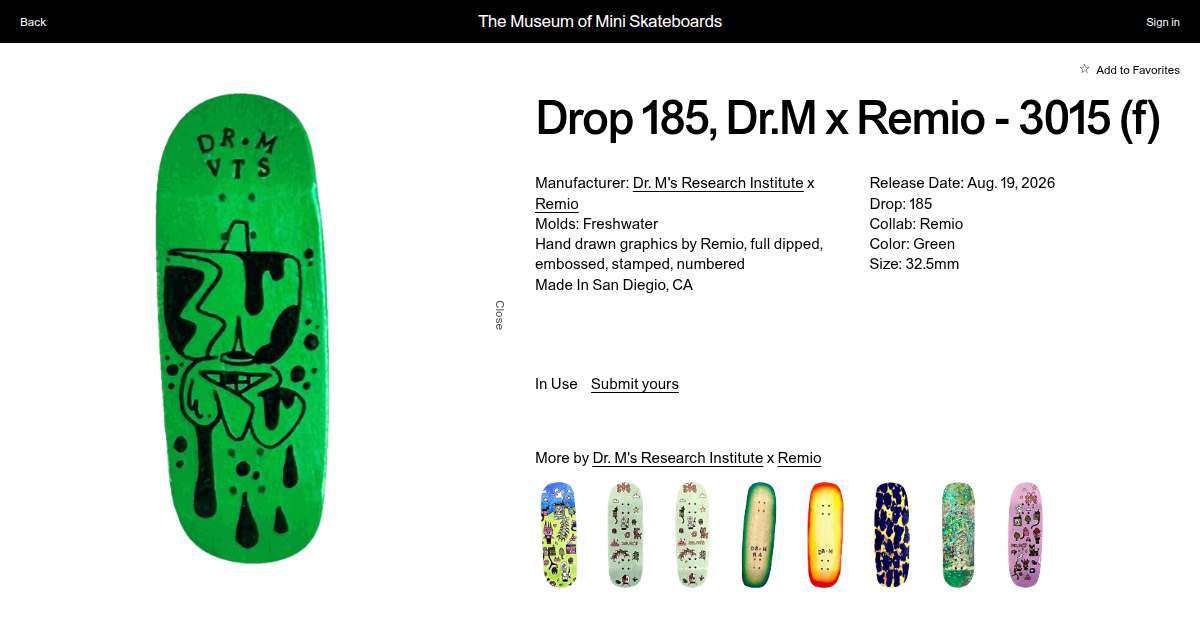 Back
The Museum of Mini Skateboards
Sign in
☆ Add to Favorites
DR•M
VTS
Drop 185, Dr.M x Remio - 3015 (f)
Manufacturer: Dr. M's Research Institute x
Remio
Molds: Freshwater
Hand drawn graphics by Remio, full dipped,
embossed, stamped, numbered
Made In San Diegio, CA
Release Date: Aug. 19, 2026
Drop: 185
Collab: Remio
Color: Green
Size: 32.5mm
Close
In Use Submit yours
More by Dr. M's Research Institute x Remio
DR•M
DR•M